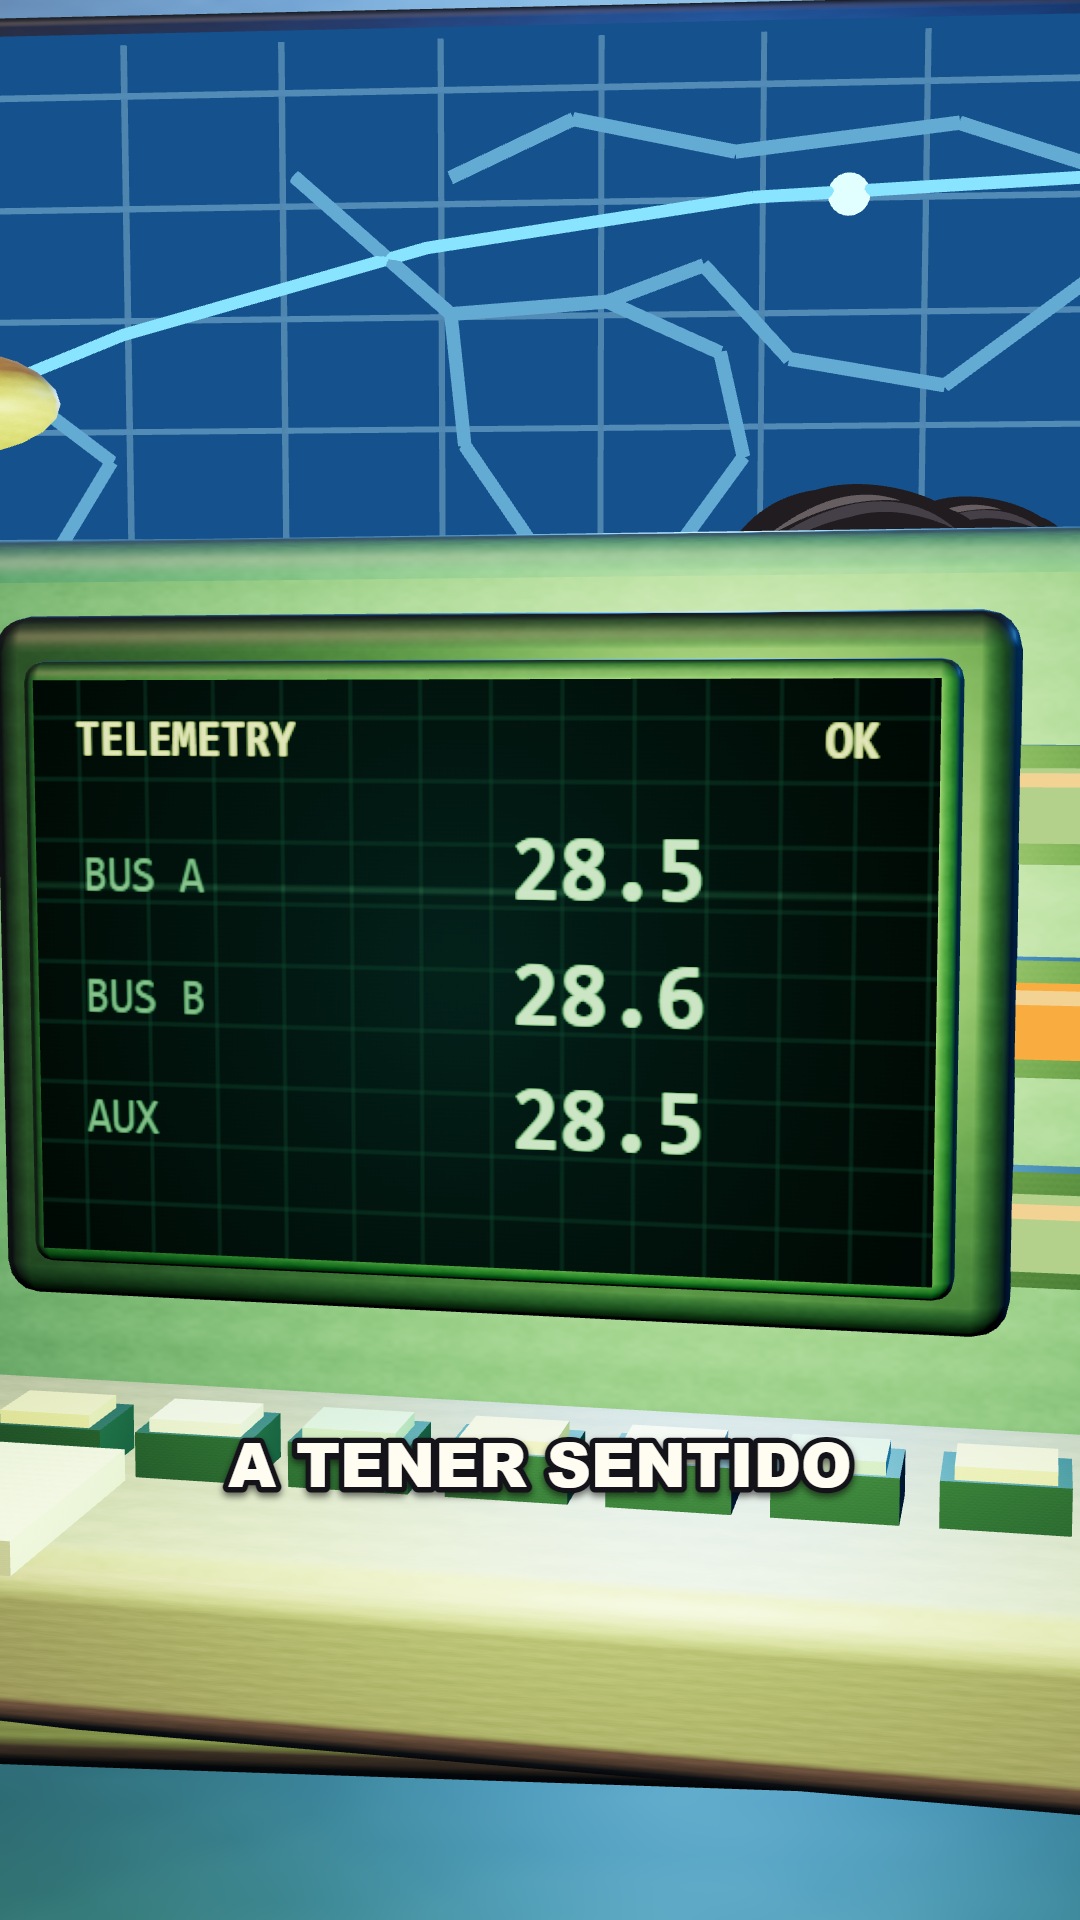 TELEMETRY OK
BUS A 28.5
BUS B 28.6
AUX 28.5
A TENER SENTIDO